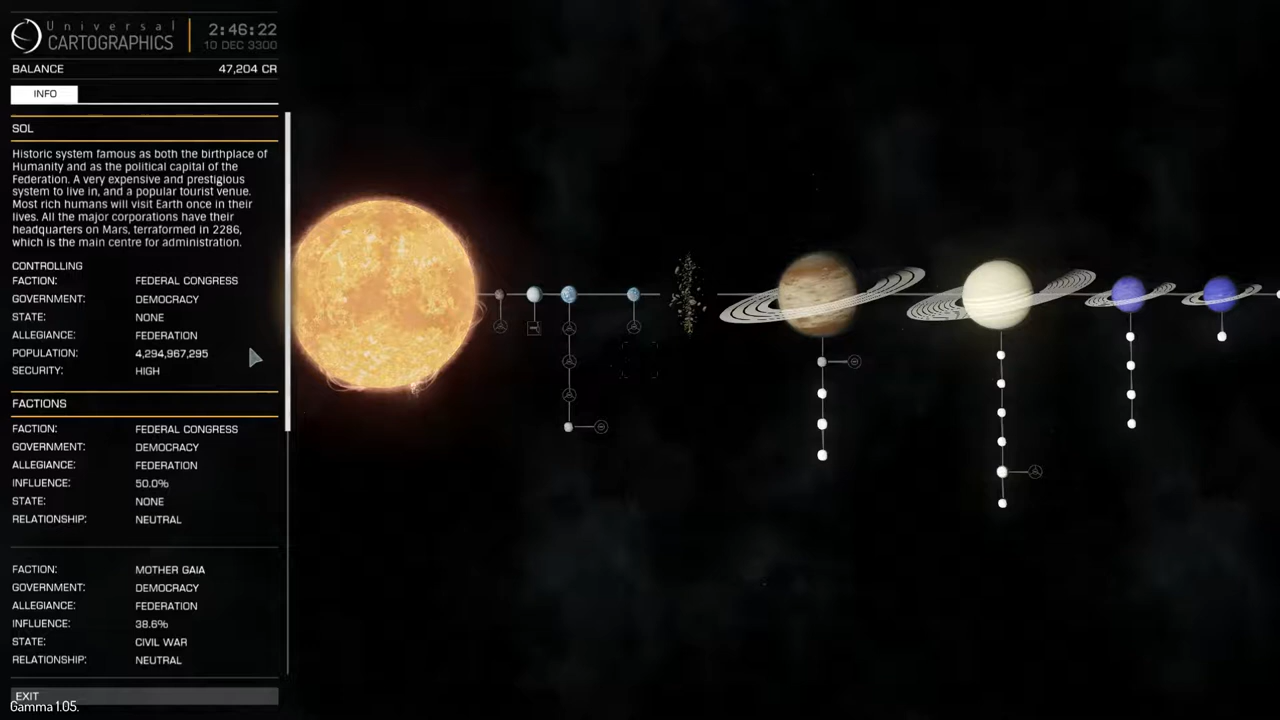 Universal
CARTOGRAPHICS
2:46:22
10 DEC 3300
BALANCE 47,204 CR
INFO
SOL
Historic system famous as both the birthplace of
Humanity and as the political capital of the
Federation. A very expensive and prestigious
system to live in, and a popular tourist venue.
Most rich humans will visit Earth once in their
lives. All the major corporations have their
headquarters on Mars, terraformed in 2286,
which is the main centre for administration.
CONTROLLING
FACTION: FEDERAL CONGRESS
GOVERNMENT: DEMOCRACY
STATE: NONE
ALLEGIANCE: FEDERATION
POPULATION: 4,294,967,295
SECURITY: HIGH
FACTIONS
FACTION: FEDERAL CONGRESS
GOVERNMENT: DEMOCRACY
ALLEGIANCE: FEDERATION
INFLUENCE: 50.0%
STATE: NONE
RELATIONSHIP: NEUTRAL
FACTION: MOTHER GAIA
GOVERNMENT: DEMOCRACY
ALLEGIANCE: FEDERATION
INFLUENCE: 38.6%
STATE: CIVIL WAR
RELATIONSHIP: NEUTRAL
EXIT
Gamma 1.05.